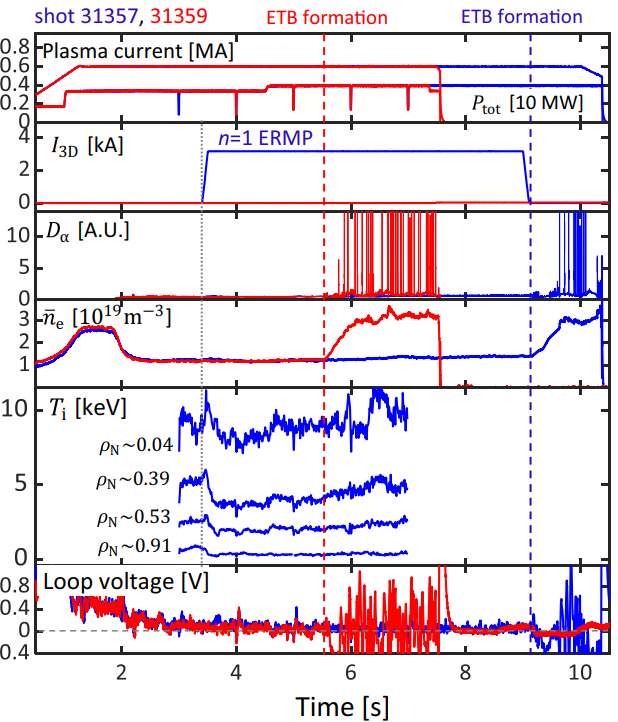 shot 31357, 31359 ETB formation ETB formation
Plasma current [MA]
0.8
0.6
0.4
0.2
0
P_tot [10 MW]
I_3D [kA]
n=1 ERMP
4
2
0
D_α [A.U.]
10
5
0
n̄_e [10^19 m^−3]
3
2
1
T_i [keV]
10
5
0
ρ_N~0.04
ρ_N~0.39
ρ_N~0.53
ρ_N~0.91
Loop voltage [V]
0.8
0.4
0
0.4
2 4 6 8 10
Time [s]